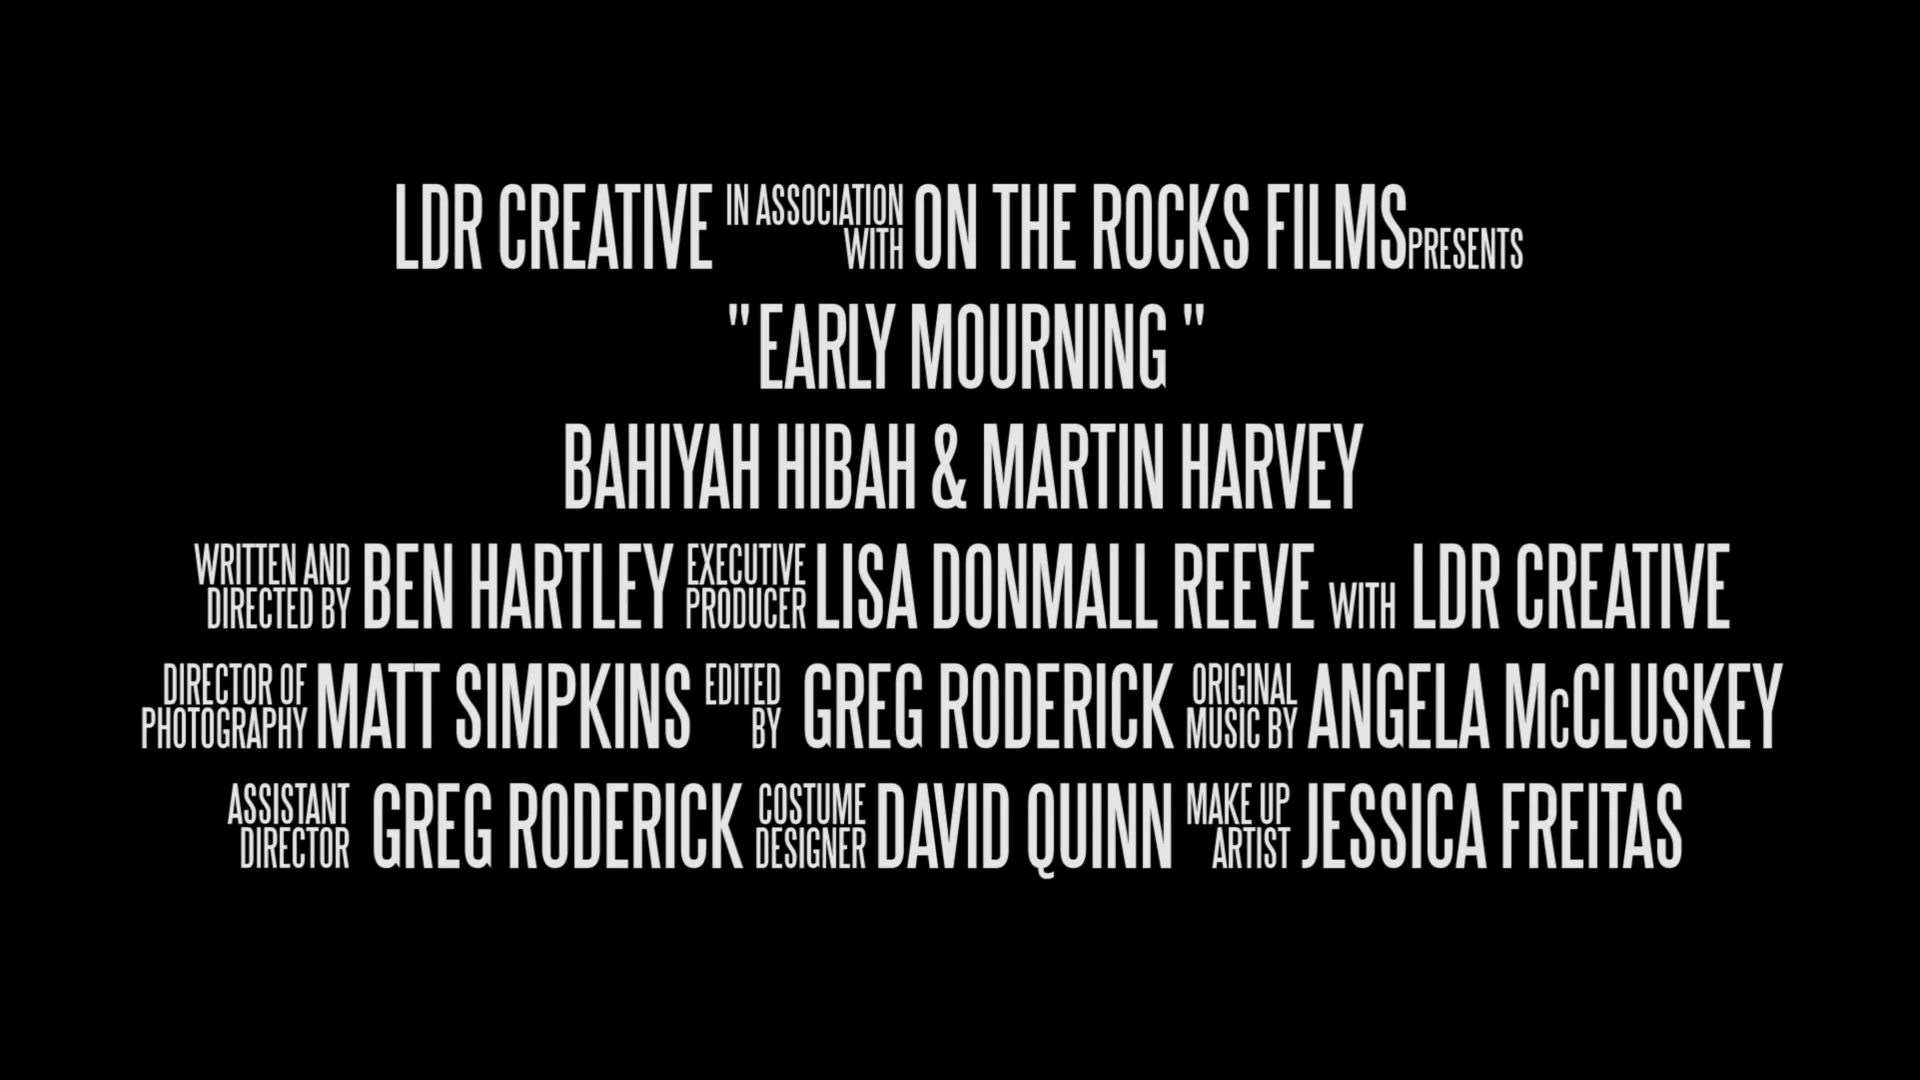 LDR CREATIVE IN ASSOCIATION WITH ON THE ROCKS FILMS PRESENTS
"EARLY MOURNING "
BAHIYAH HIBAH & MARTIN HARVEY
WRITTEN AND DIRECTED BY BEN HARTLEY EXECUTIVE PRODUCER LISA DONMALL REEVE WITH LDR CREATIVE
DIRECTOR OF PHOTOGRAPHY MATT SIMPKINS EDITED BY GREG RODERICK ORIGINAL MUSIC BY ANGELA McCLUSKEY
ASSISTANT DIRECTOR GREG RODERICK COSTUME DESIGNER DAVID QUINN MAKE UP ARTIST JESSICA FREITAS